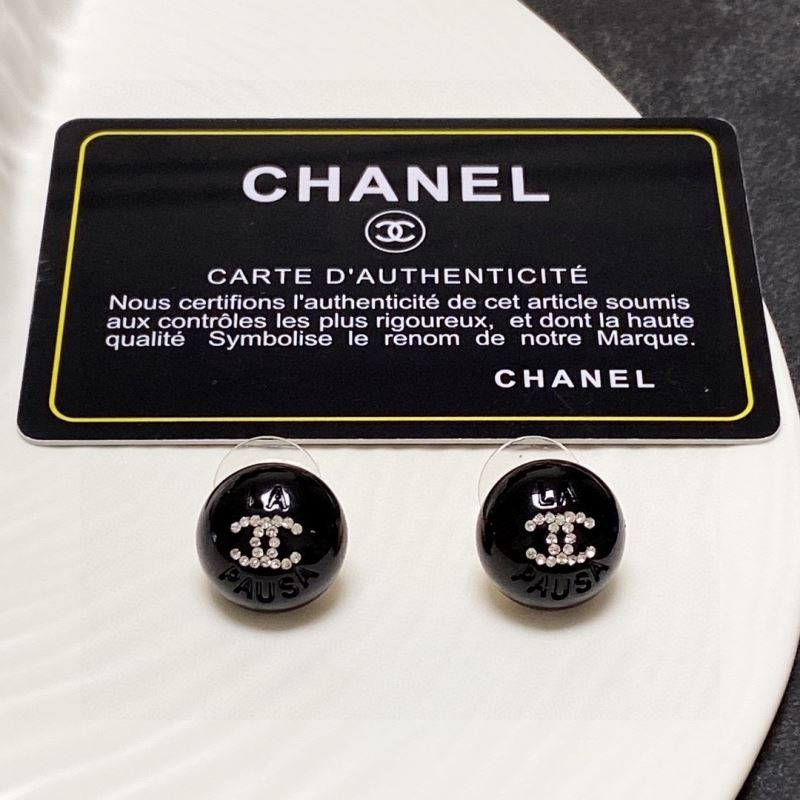 CHANEL
CARTE D'AUTHENTICITÉ
Nous certifions l'authenticité de cet article soumis
aux contrôles les plus rigoureux, et dont la haute
qualité Symbolise le renom de notre Marque.
CHANEL
LA
PAUSA
LA
PAUSA